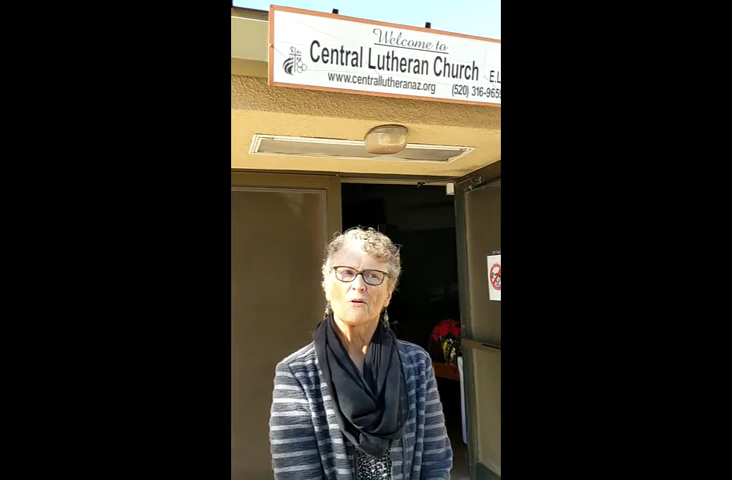 Welcome to
Central Lutheran Church E.L
www.centrallutheranaz.org (520) 316-965